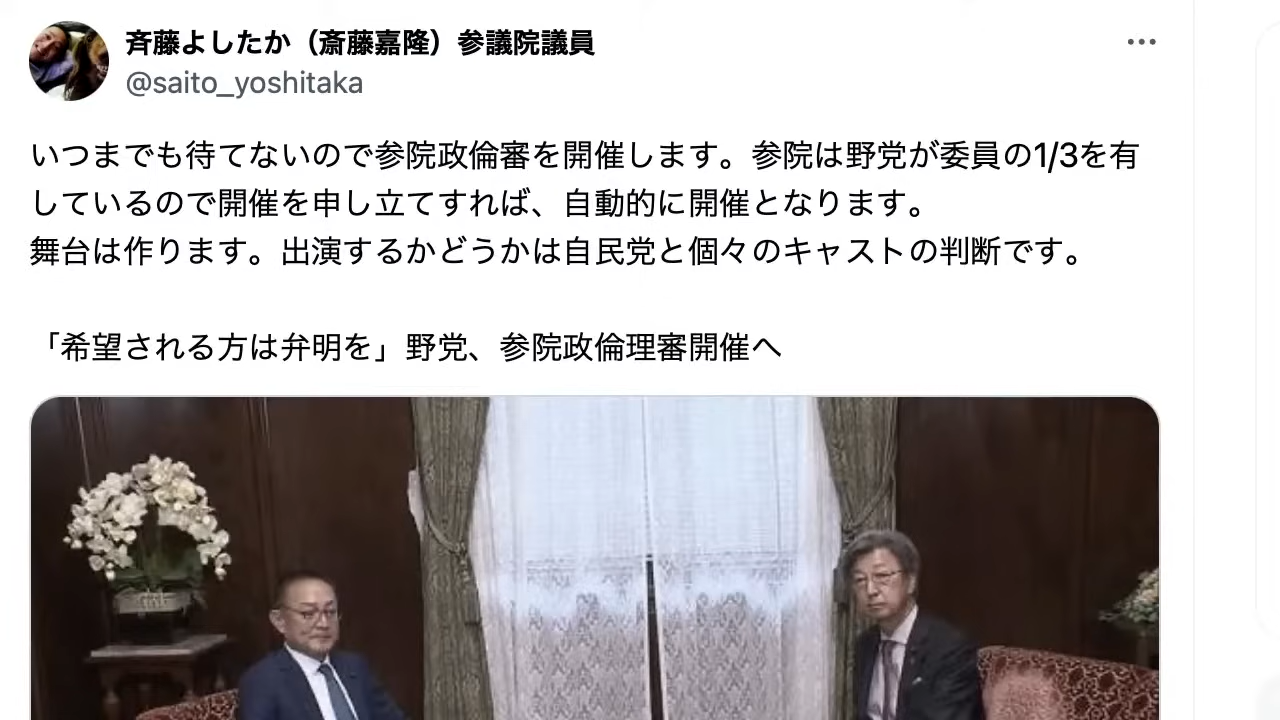 斉藤よしたか（斎藤嘉隆）参議院議員
@saito_yoshitaka
いつまでも待てないので参院政倫審を開催します。参院は野党が委員の1/3を有
しているので開催を申し立てすれば、自動的に開催となります。
舞台は作ります。出演するかどうかは自民党と個々のキャストの判断です。
「希望される方は弁明を」野党、参院政倫理審開催へ